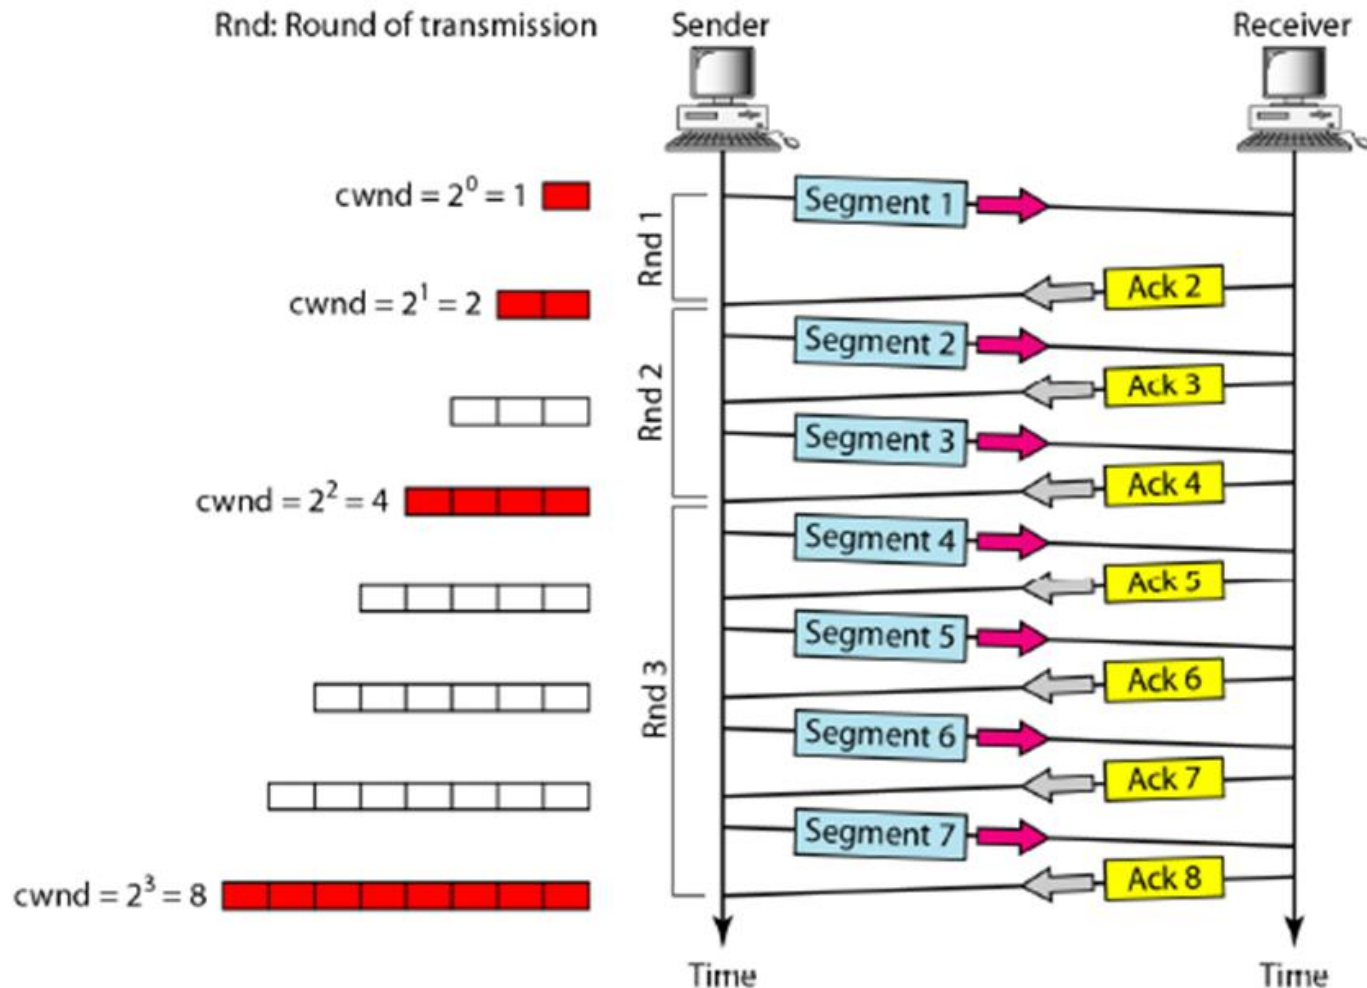 Rnd: Round of transmission
Sender
Receiver
cwnd = 2⁰ = 1
Rnd 1
Segment 1
Ack 2
cwnd = 2¹ = 2
Rnd 2
Segment 2
Ack 3
Segment 3
Ack 4
cwnd = 2² = 4
Rnd 3
Segment 4
Ack 5
Segment 5
Ack 6
Segment 6
Ack 7
Segment 7
Ack 8
cwnd = 2³ = 8
Time
Time